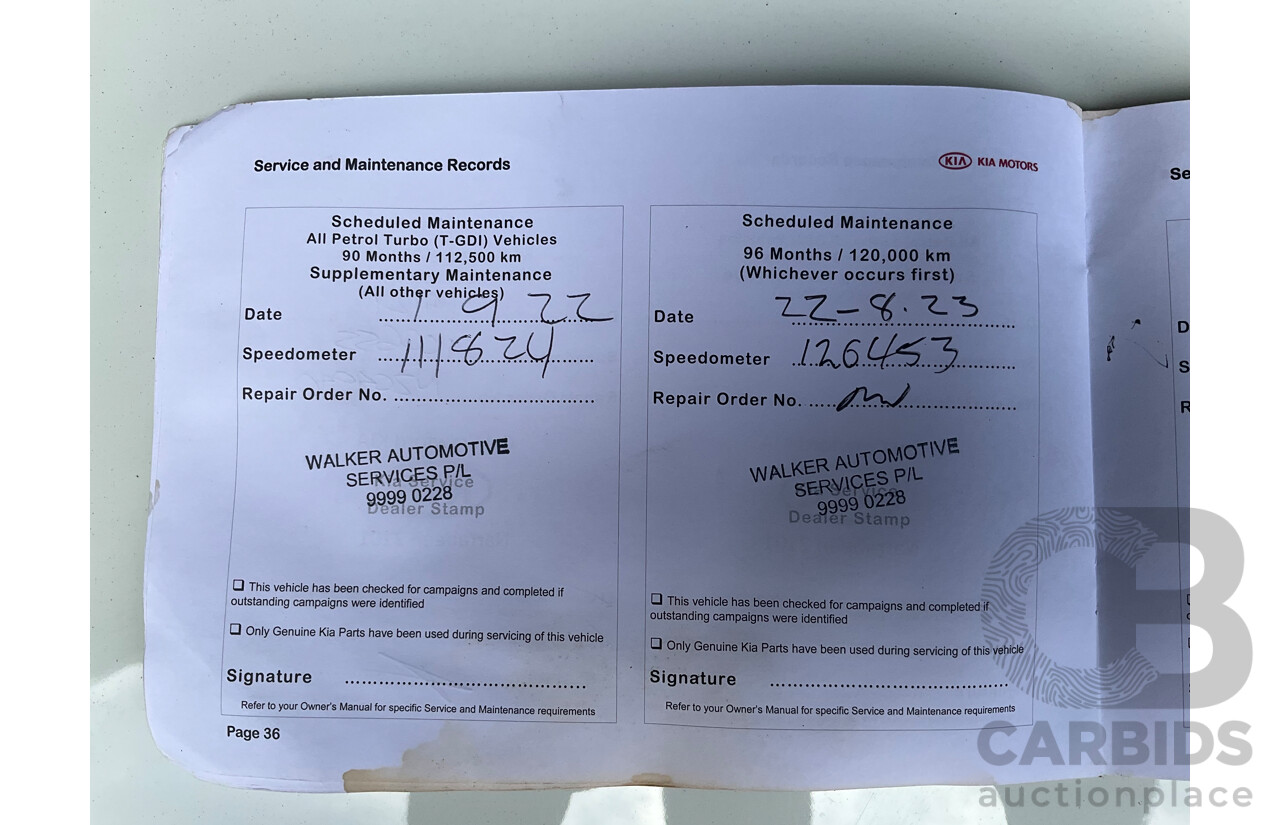 Service and Maintenance Records
KIA KIA MOTORS
Scheduled Maintenance
All Petrol Turbo (T-GDI) Vehicles
90 Months / 112,500 km
Supplementary Maintenance
(All other vehicles)
Date 1 9 22
Speedometer 111824
Repair Order No.
WALKER AUTOMOTIVE
SERVICES P/L
9999 0228
Kia Service
Dealer Stamp
❏ This vehicle has been checked for campaigns and completed if
outstanding campaigns were identified
❏ Only Genuine Kia Parts have been used during servicing of this vehicle
Signature
Refer to your Owner's Manual for specific Service and Maintenance requirements
Page 36
Scheduled Maintenance
96 Months / 120,000 km
(Whichever occurs first)
Date 22-8.23
Speedometer 126453
Repair Order No.
WALKER AUTOMOTIVE
SERVICES P/L
9999 0228
Service
Dealer Stamp
❏ This vehicle has been checked for campaigns and completed if
outstanding campaigns were identified
❏ Only Genuine Kia Parts have been used during servicing of this vehicle
Signature
Refer to your Owner's Manual for specific Service and Maintenance requirements
Se
D
S
R
CB
CARBIDS
auctionplace